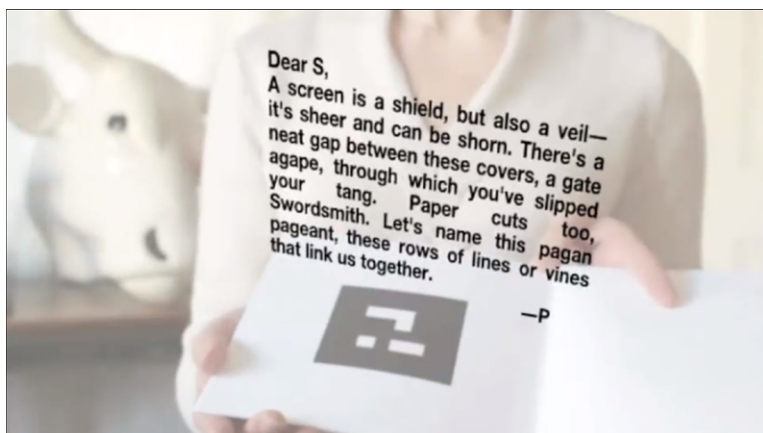 Dear S,
A screen is a shield, but also a veil—
it's sheer and can be shorn. There's a
neat gap between these covers, a gate
agape, through which you've slipped
your tang. Paper cuts too,
Swordsmith. Let's name this pagan
pageant, these rows of lines or vines
that link us together.
—P